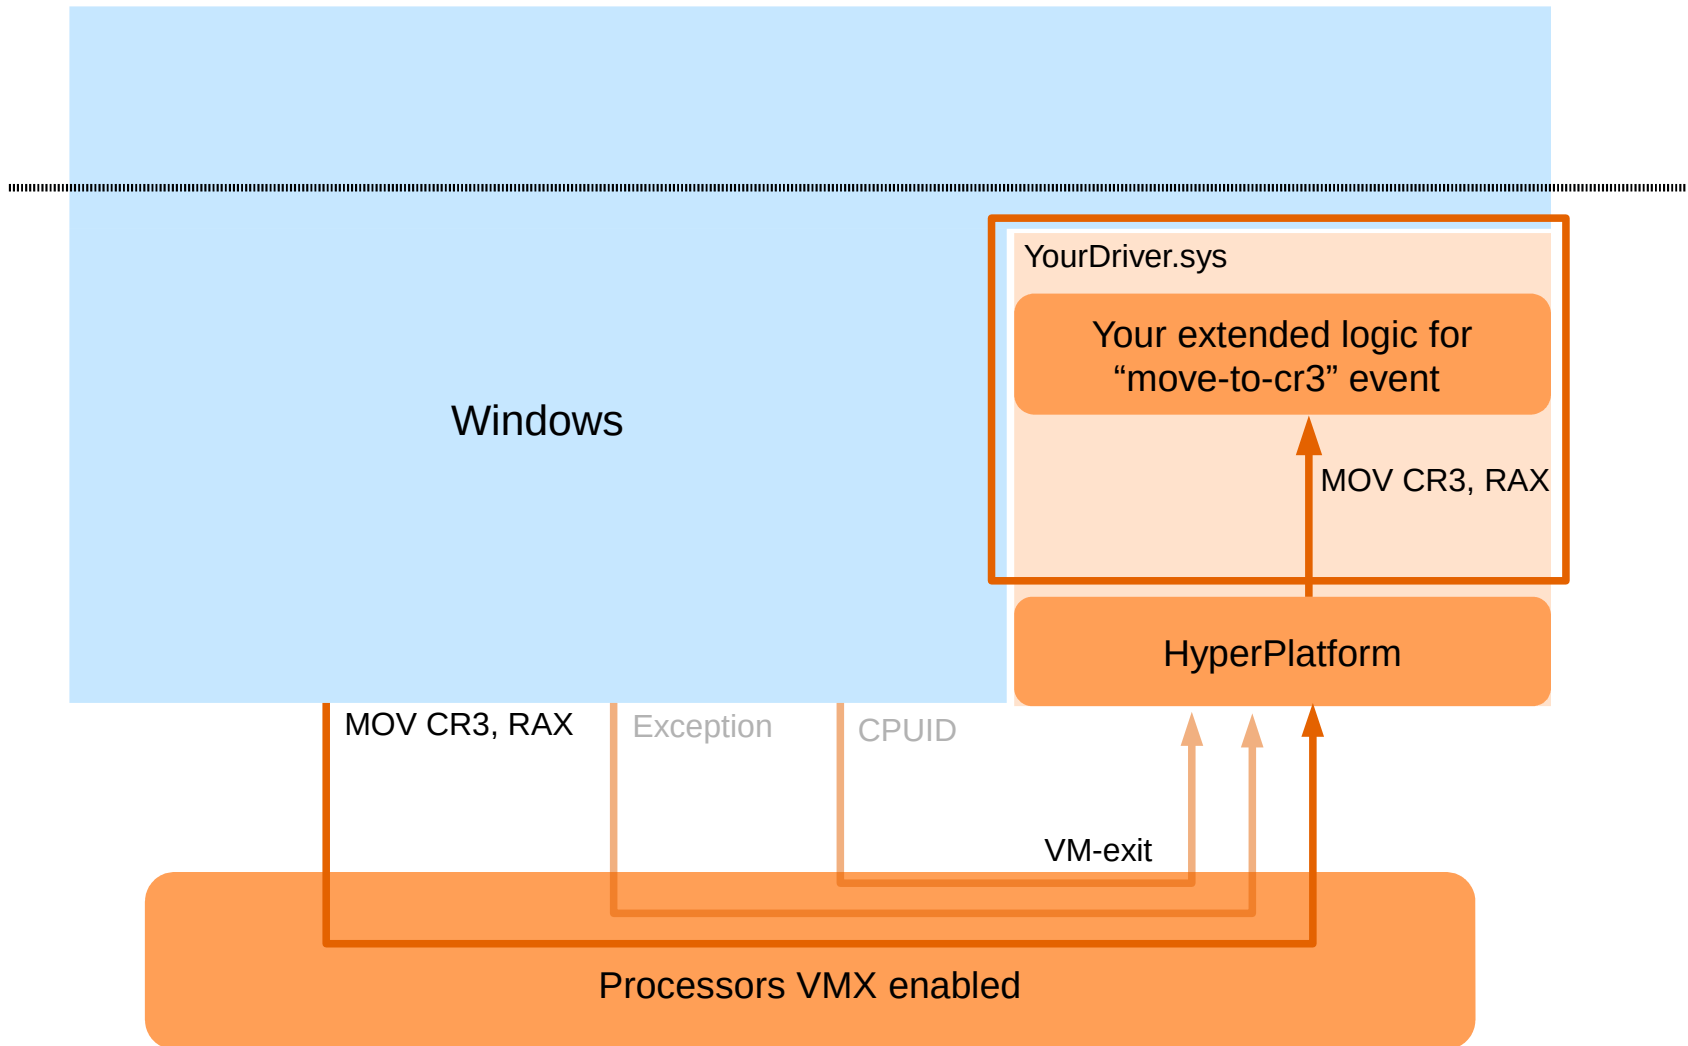 YourDriver.sys
Your extended logic for
“move-to-cr3” event
Windows
MOV CR3, RAX
HyperPlatform
MOV CR3, RAX
Exception
CPUID
VM-exit
Processors VMX enabled